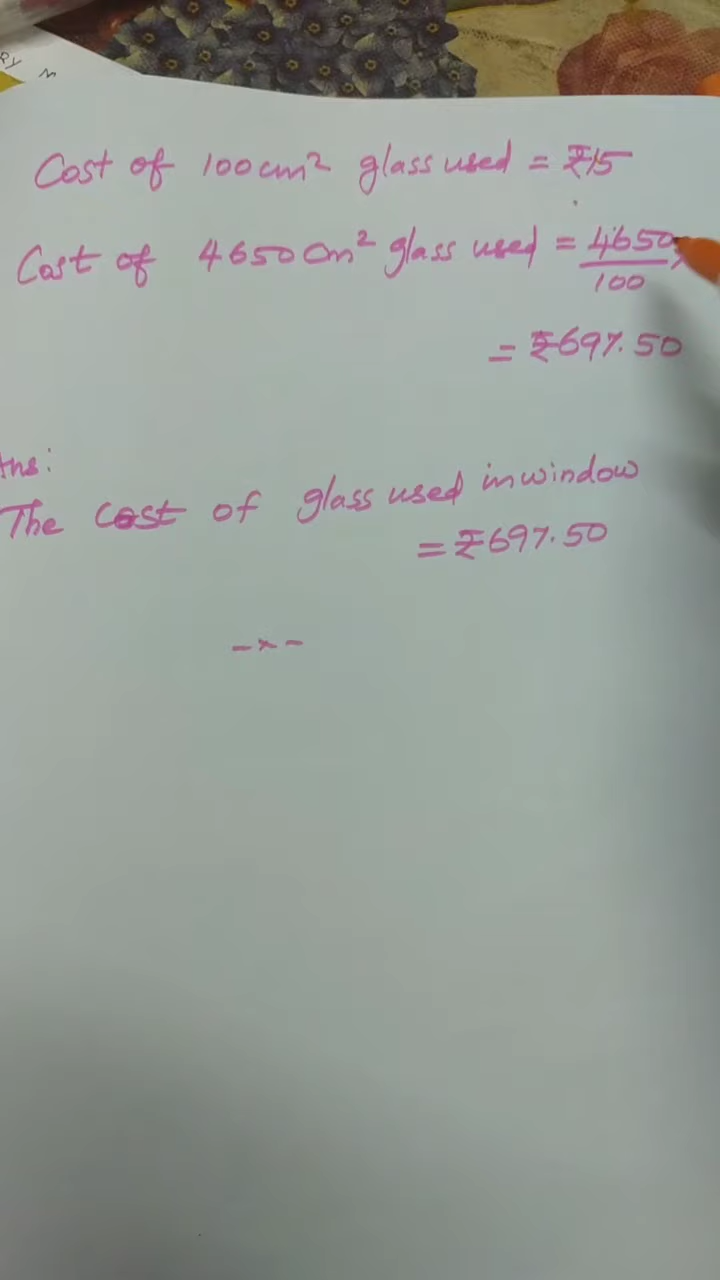 Cost of 100cm² glass used = ₹15
Cost of 4650cm² glass used = 4650/100
= ₹697.50
Ans:
The cost of glass used in window
= ₹697.50
-x-